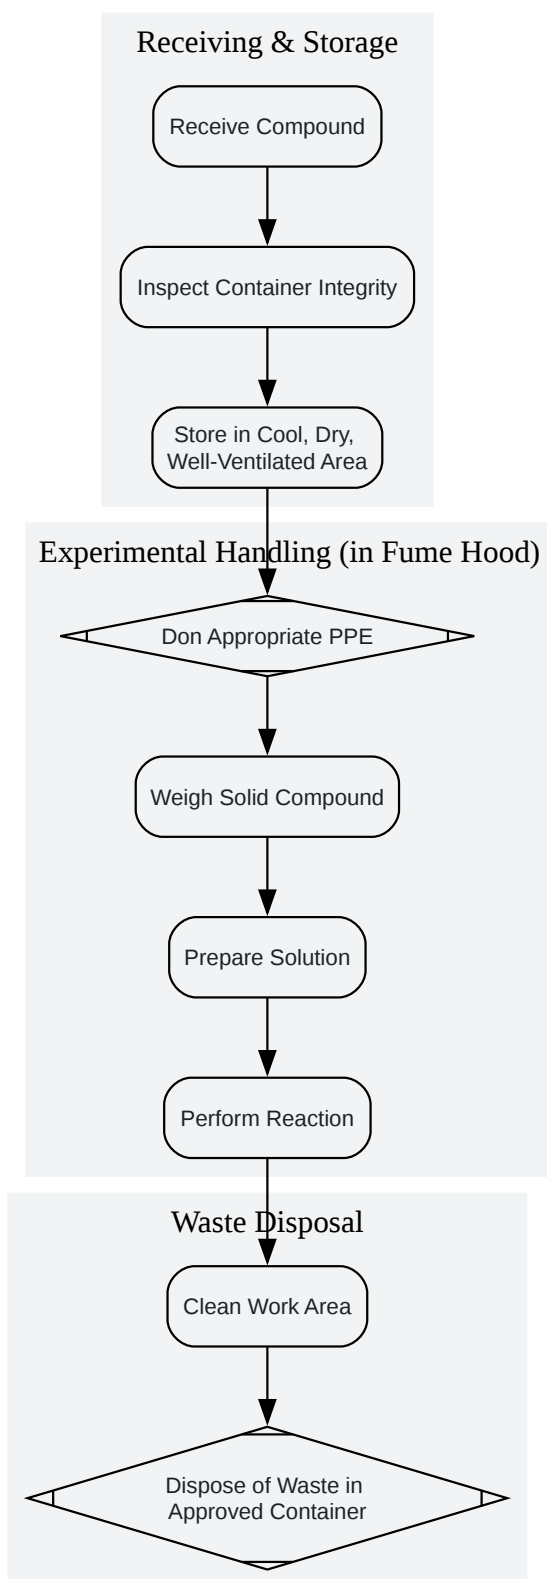 Receiving & Storage
Receive Compound
Inspect Container Integrity
Store in Cool, Dry,
Well-Ventilated Area
Experimental Handling (in Fume Hood)
Don Appropriate PPE
Weigh Solid Compound
Prepare Solution
Perform Reaction
Waste Disposal
Clean Work Area
Dispose of Waste in
Approved Container